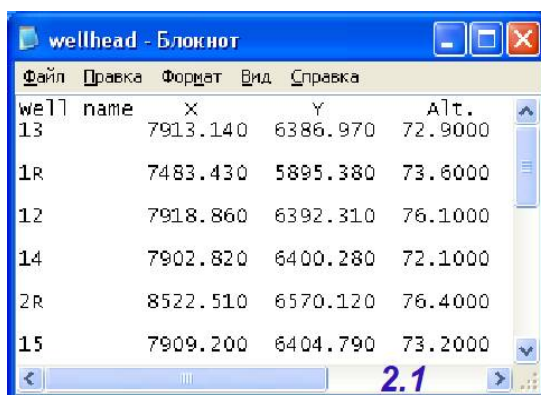 wellhead - Блокнот
Файл Правка Формат Вид Справка
well name X Y Alt.
13 7913.140 6386.970 72.9000
1R 7483.430 5895.380 73.6000
12 7918.860 6392.310 76.1000
14 7902.820 6400.280 72.1000
2R 8522.510 6570.120 76.4000
15 7909.200 6404.790 73.2000
2.1